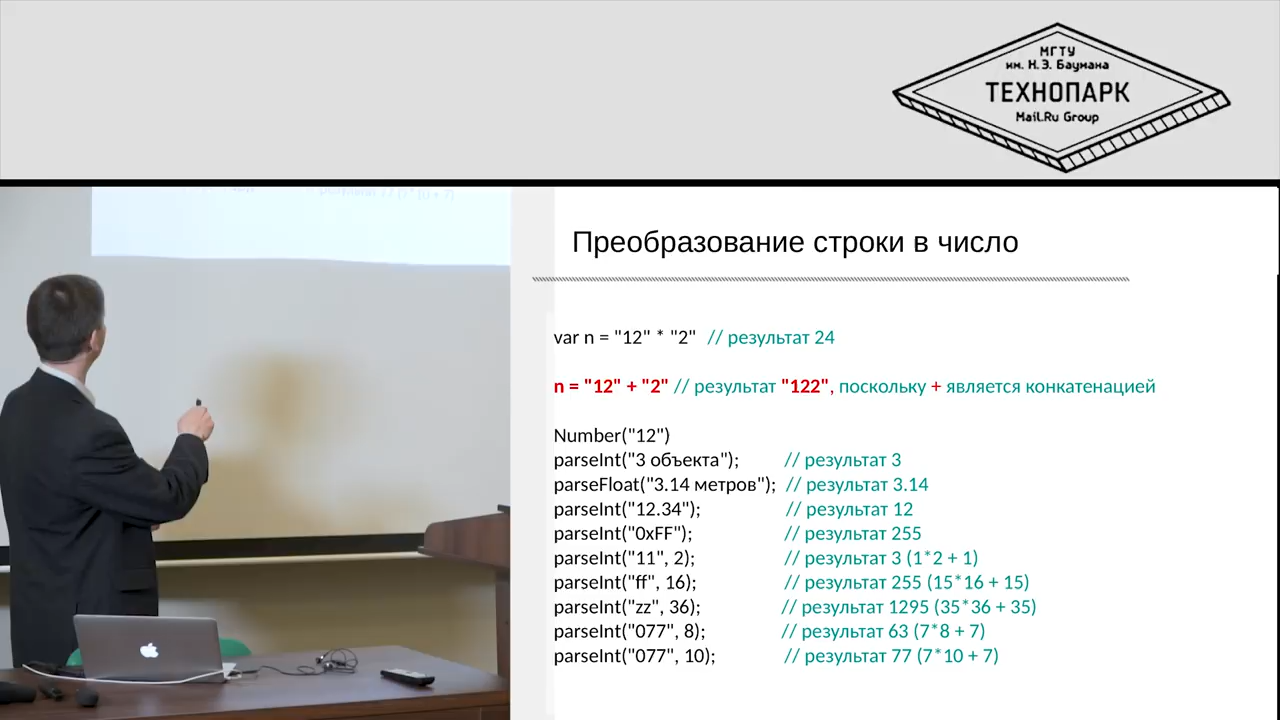 МГТУ
им. Н.Э. Баумана
ТЕХНОПАРК
Mail.Ru Group
Преобразование строки в число
var n = "12" * "2" // результат 24
n = "12" + "2" // результат "122", поскольку + является конкатенацией
Number("12")
parseInt("3 объекта"); // результат 3
parseFloat("3.14 метров"); // результат 3.14
parseInt("12.34"); // результат 12
parseInt("0xFF"); // результат 255
parseInt("11", 2); // результат 3 (1*2 + 1)
parseInt("ff", 16); // результат 255 (15*16 + 15)
parseInt("zz", 36); // результат 1295 (35*36 + 35)
parseInt("077", 8); // результат 63 (7*8 + 7)
parseInt("077", 10); // результат 77 (7*10 + 7)